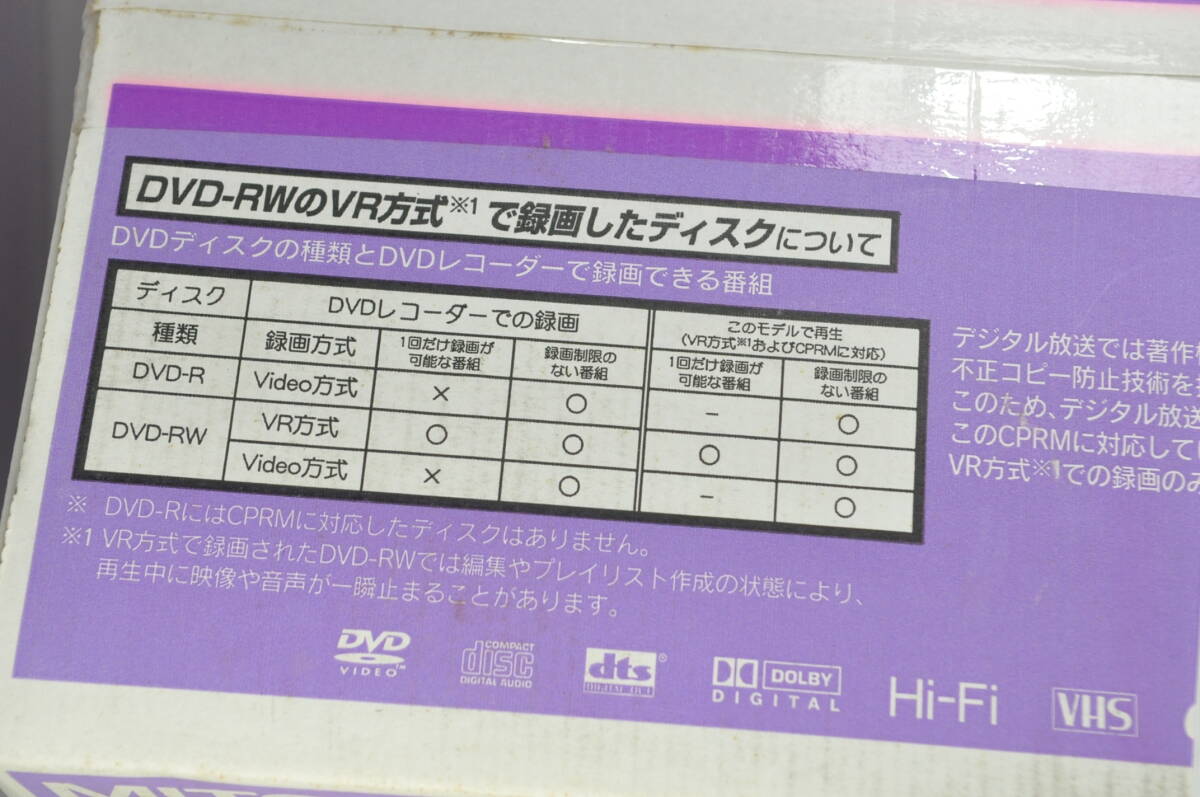 DVD-RWのVR方式※1で録画したディスクについて
DVDディスクの種類とDVDレコーダーで録画できる番組
ディスク 種類
DVDレコーダーでの録画
このモデルで再生
(VR方式※1およびCPRMに対応)
録画方式
1回だけ録画が
可能な番組
録画制限の
ない番組
1回だけ録画が
可能な番組
録画制限の
ない番組
DVD-R Video方式 × ○ − ○
DVD-RW VR方式 ○ ○ ○ ○
Video方式 × ○ − ○
※ DVD-RにはCPRMに対応したディスクはありません。
※1 VR方式で録画されたDVD-RWでは編集やプレイリスト作成の状態により、
再生中に映像や音声が一瞬止まることがあります。
デジタル放送では著作
不正コピー防止技術を
このため、デジタル放送
このCPRMに対応して
VR方式※1での録画のみ
DVD VIDEO™
COMPACT disc DIGITAL AUDIO
dts®
DOLBY DIGITAL
Hi-Fi
VHS